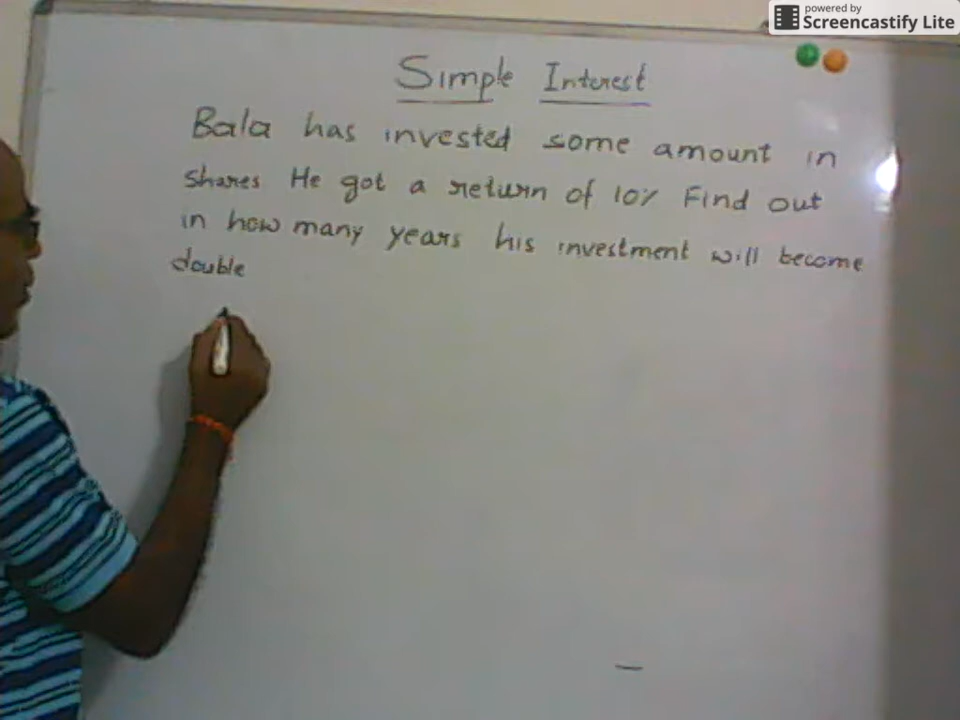 powered by
Screencastify Lite
Simple Interest
Bala has invested some amount in
shares He got a return of 10% Find out
in how many years his investment will become
double